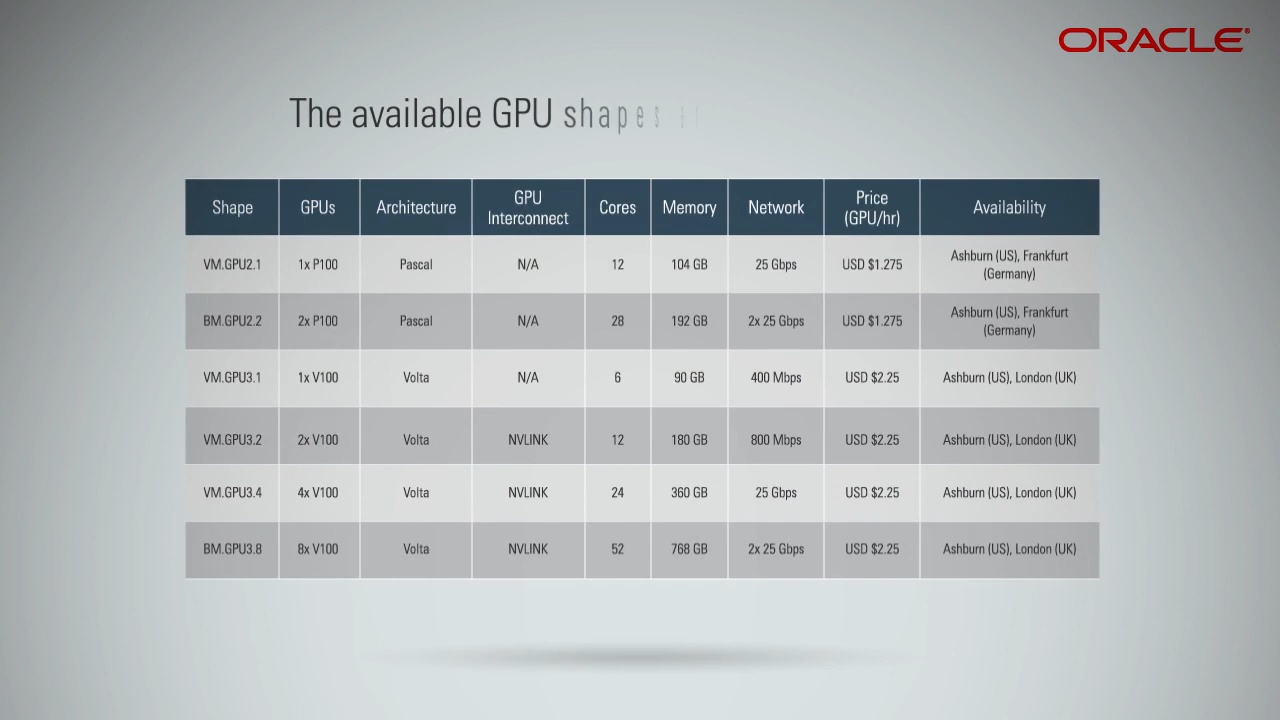 ORACLE®
The available GPU shapes
Shape GPUs Architecture GPU Interconnect Cores Memory Network Price (GPU/hr) Availability
VM.GPU2.1 1x P100 Pascal N/A 12 104 GB 25 Gbps USD $1.275 Ashburn (US), Frankfurt (Germany)
BM.GPU2.2 2x P100 Pascal N/A 28 192 GB 2x 25 Gbps USD $1.275 Ashburn (US), Frankfurt (Germany)
VM.GPU3.1 1x V100 Volta N/A 6 90 GB 400 Mbps USD $2.25 Ashburn (US), London (UK)
VM.GPU3.2 2x V100 Volta NVLINK 12 180 GB 800 Mbps USD $2.25 Ashburn (US), London (UK)
VM.GPU3.4 4x V100 Volta NVLINK 24 360 GB 25 Gbps USD $2.25 Ashburn (US), London (UK)
BM.GPU3.8 8x V100 Volta NVLINK 52 768 GB 2x 25 Gbps USD $2.25 Ashburn (US), London (UK)